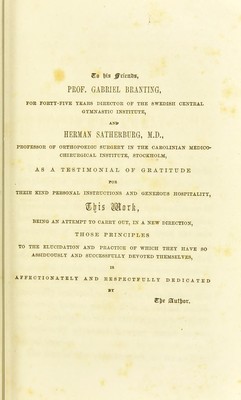 To his Friends,
PROF. GABRIEL BRANTING,
FOR FORTY-FIVE YEARS DIRECTOR OF THE SWEDISH CENTRAL
GYMNASTIC INSTITUTE,
AND
HERMAN SATHERBURG, M.D.,
PROFESSOR OF ORTHOPOEDIC SURGERY IN THE CAROLINIAN MEDICO-
CHIRURGICAL INSTITUTE, STOCKHOLM,
AS A TESTIMONIAL OF GRATITUDE
FOR
THEIR KIND PERSONAL INSTRUCTIONS AND GENEROUS HOSPITALITY,
This Work,
BEING AN ATTEMPT TO CARRY OUT, IN A NEW DIRECTION,
THOSE PRINCIPLES
TO THE ELUCIDATION AND PRACTICE OF WHICH THEY HAVE SO
ASSIDUOUSLY AND SUCCESSFULLY DEVOTED THEMSELVES,
IS
AFFECTIONATELY AND RESPECTFULLY DEDICATED
BY
The Author.